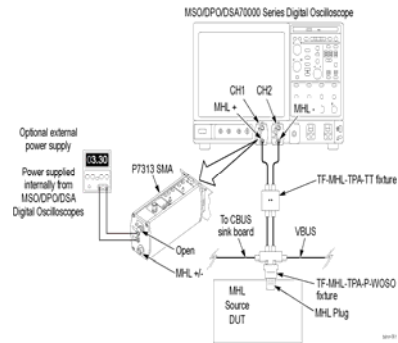 MSO/DPO/DSA70000 Series Digital Oscilloscope
CH1
CH2
MHL +
MHL -
Optional external
power supply
03.30
Power supplied
internally from
MSO/DPO/DSA
Digital Oscilloscopes
P7313 SMA
TF-MHL-TPA-TT fixture
To CBUS
sink board
VBUS
Open
MHL +/-
TF-MHL-TPA-P-WOSO
fixture
MHL Plug
MHL
Source
DUT